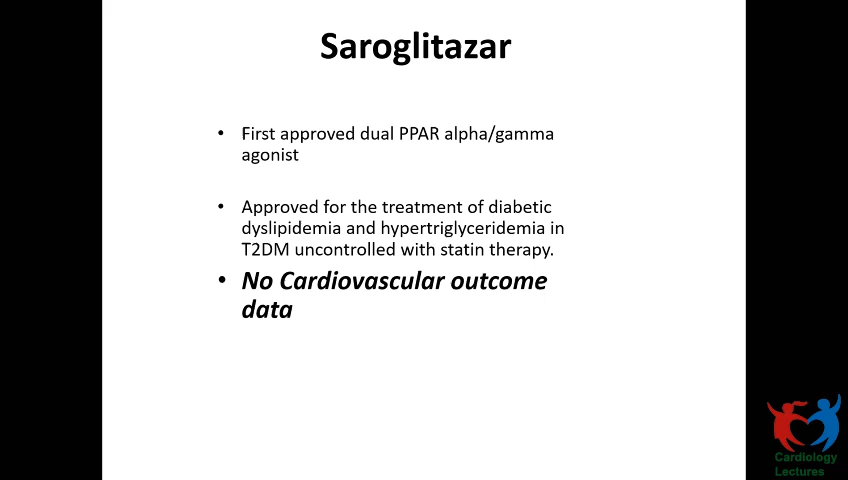 Saroglitazar
• First approved dual PPAR alpha/gamma
agonist
• Approved for the treatment of diabetic
dyslipidemia and hypertriglyceridemia in
T2DM uncontrolled with statin therapy.
• No Cardiovascular outcome
data
Cardiology
Lectures